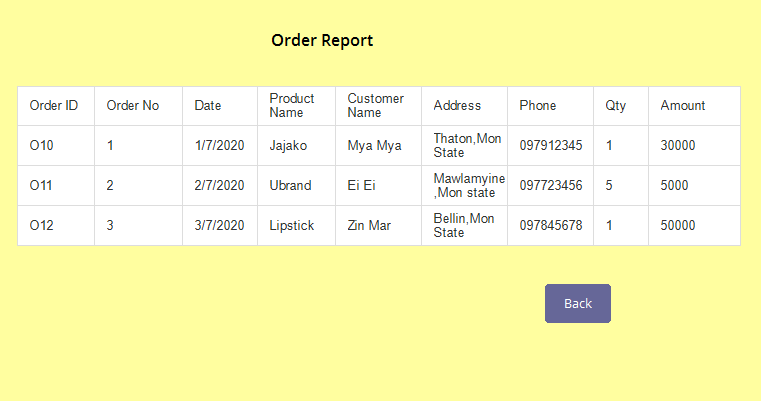 Order Report
Order ID Order No Date Product Name Customer Name Address Phone Qty Amount
O10 1 1/7/2020 Jajako Mya Mya Thaton,Mon State 097912345 1 30000
O11 2 2/7/2020 Ubrand Ei Ei Mawlamyine ,Mon state 097723456 5 5000
O12 3 3/7/2020 Lipstick Zin Mar Bellin,Mon State 097845678 1 50000
Back